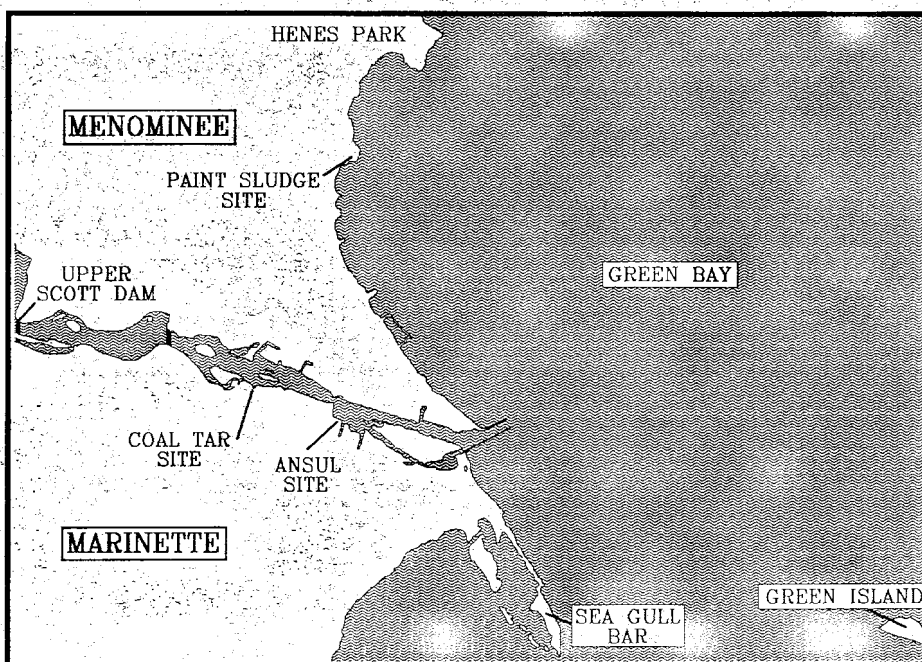 HENES PARK
MENOMINEE
PAINT SLUDGE
SITE
GREEN BAY
UPPER
SCOTT DAM
COAL TAR
SITE
ANSUL
SITE
MARINETTE
GREEN ISLAND
SEA GULL
BAR